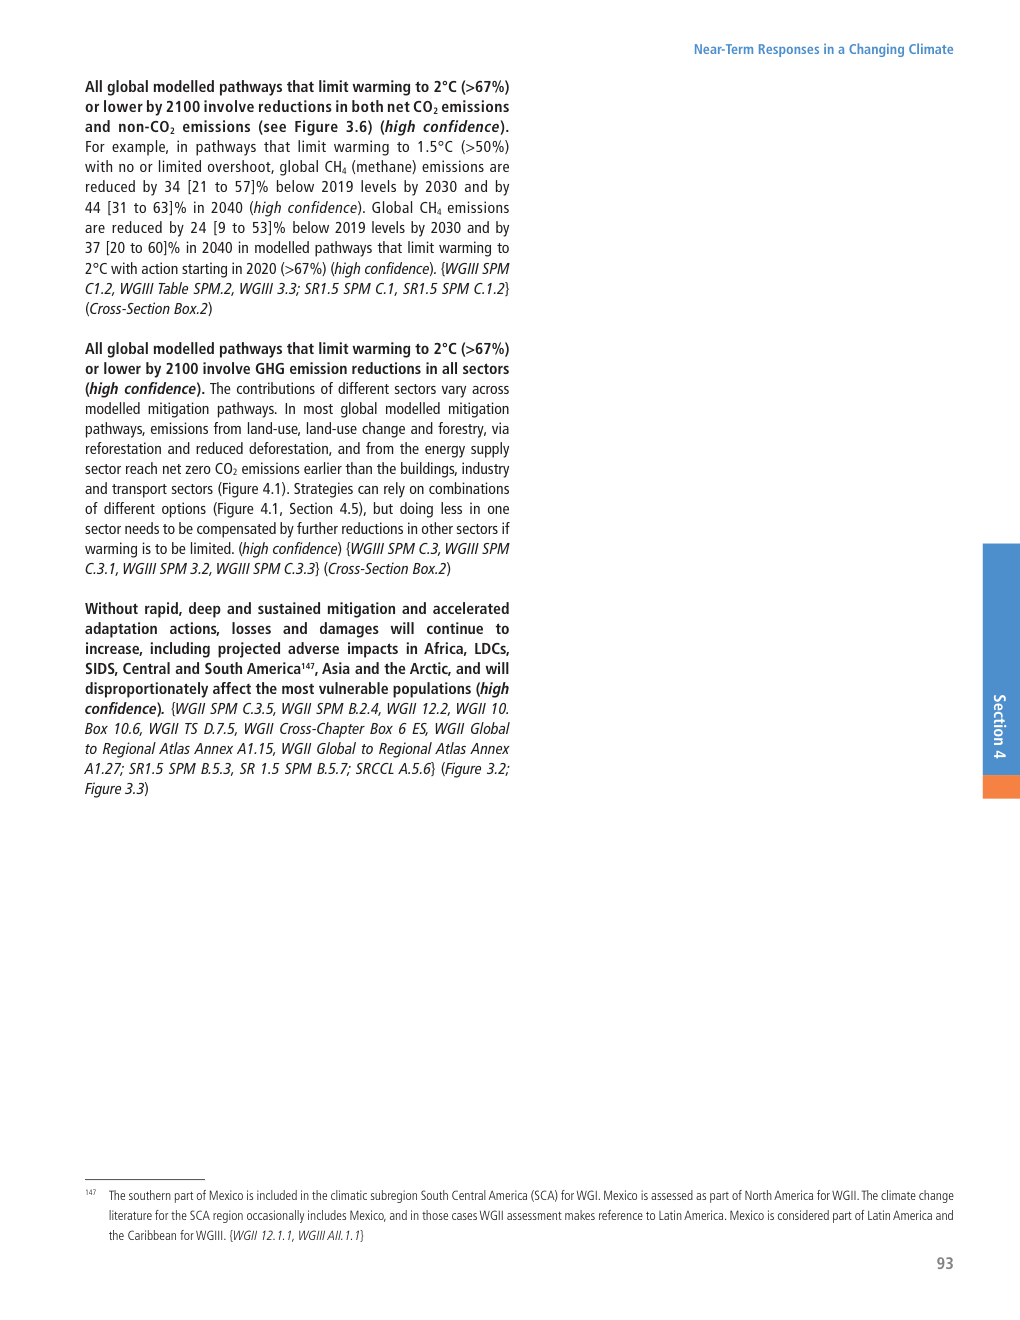 Near-Term Responses in a Changing Climate
All global modelled pathways that limit warming to 2°C (>67%)
or lower by 2100 involve reductions in both net CO₂ emissions
and non-CO₂ emissions (see Figure 3.6) (high confidence).
For example, in pathways that limit warming to 1.5°C (>50%)
with no or limited overshoot, global CH₄ (methane) emissions are
reduced by 34 [21 to 57]% below 2019 levels by 2030 and by
44 [31 to 63]% in 2040 (high confidence). Global CH₄ emissions
are reduced by 24 [9 to 53]% below 2019 levels by 2030 and by
37 [20 to 60]% in 2040 in modelled pathways that limit warming to
2°C with action starting in 2020 (>67%) (high confidence). {WGIII SPM
C1.2, WGIII Table SPM.2, WGIII 3.3; SR1.5 SPM C.1, SR1.5 SPM C.1.2}
(Cross-Section Box.2)
All global modelled pathways that limit warming to 2°C (>67%)
or lower by 2100 involve GHG emission reductions in all sectors
(high confidence). The contributions of different sectors vary across
modelled mitigation pathways. In most global modelled mitigation
pathways, emissions from land-use, land-use change and forestry, via
reforestation and reduced deforestation, and from the energy supply
sector reach net zero CO₂ emissions earlier than the buildings, industry
and transport sectors (Figure 4.1). Strategies can rely on combinations
of different options (Figure 4.1, Section 4.5), but doing less in one
sector needs to be compensated by further reductions in other sectors if
warming is to be limited. (high confidence) {WGIII SPM C.3, WGIII SPM
C.3.1, WGIII SPM 3.2, WGIII SPM C.3.3} (Cross-Section Box.2)
Without rapid, deep and sustained mitigation and accelerated
adaptation actions, losses and damages will continue to
increase, including projected adverse impacts in Africa, LDCs,
SIDS, Central and South America¹⁴⁷, Asia and the Arctic, and will
disproportionately affect the most vulnerable populations (high
confidence). {WGII SPM C.3.5, WGII SPM B.2.4, WGII 12.2, WGII 10.
Box 10.6, WGII TS D.7.5, WGII Cross-Chapter Box 6 ES, WGII Global
to Regional Atlas Annex A1.15, WGII Global to Regional Atlas Annex
A1.27; SR1.5 SPM B.5.3, SR 1.5 SPM B.5.7; SRCCL A.5.6} (Figure 3.2;
Figure 3.3)
Section 4
147 The southern part of Mexico is included in the climatic subregion South Central America (SCA) for WGI. Mexico is assessed as part of North America for WGII. The climate change
literature for the SCA region occasionally includes Mexico, and in those cases WGII assessment makes reference to Latin America. Mexico is considered part of Latin America and
the Caribbean for WGIII. {WGII 12.1.1, WGIII AII.1.1}
93